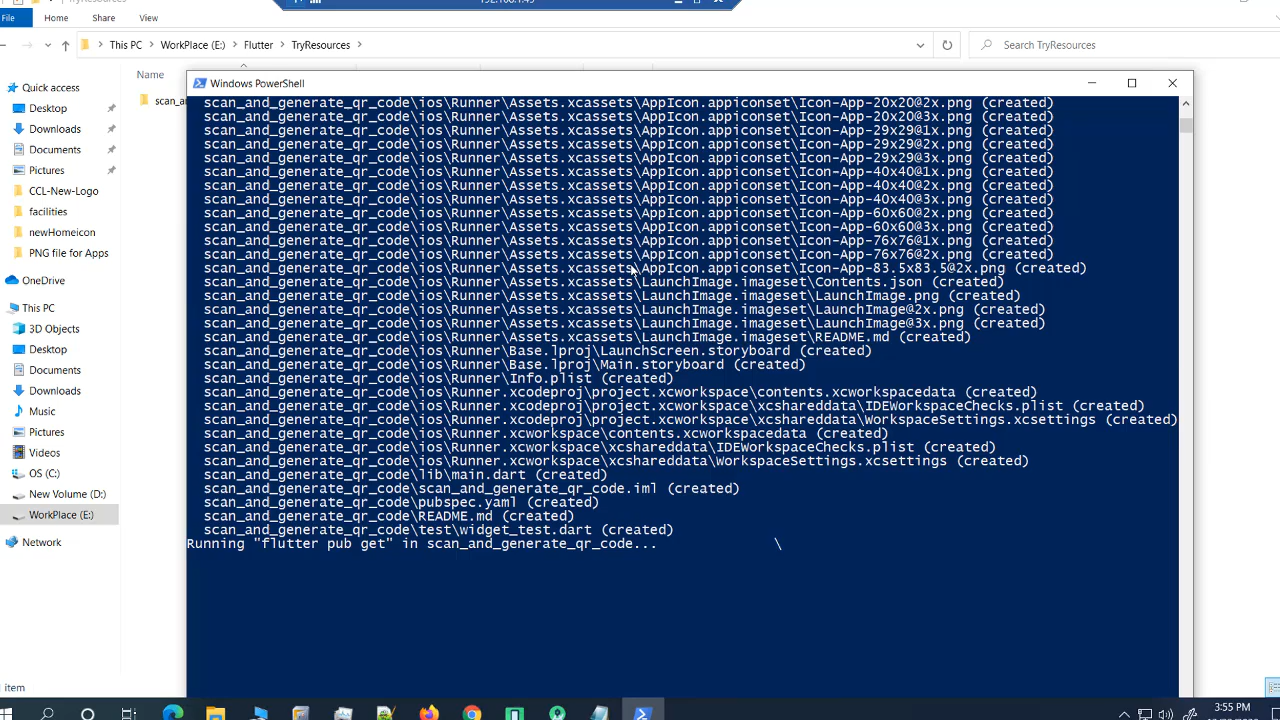 TryResources
192.168.1.45
File
Home
Share
View
This PC
WorkPlace (E:)
Flutter
TryResources
Search TryResources
Quick access
Desktop
Downloads
Documents
Pictures
CCL-New-Logo
facilities
newHomeicon
PNG file for Apps
OneDrive
This PC
3D Objects
Desktop
Documents
Downloads
Music
Pictures
Videos
OS (C:)
New Volume (D:)
WorkPlace (E:)
Network
Name
scan_a
Windows PowerShell
scan_and_generate_qr_code\ios\Runner\Assets.xcassets\AppIcon.appiconset\Icon-App-20x20@2x.png (created)
scan_and_generate_qr_code\ios\Runner\Assets.xcassets\AppIcon.appiconset\Icon-App-20x20@3x.png (created)
scan_and_generate_qr_code\ios\Runner\Assets.xcassets\AppIcon.appiconset\Icon-App-29x29@1x.png (created)
scan_and_generate_qr_code\ios\Runner\Assets.xcassets\AppIcon.appiconset\Icon-App-29x29@2x.png (created)
scan_and_generate_qr_code\ios\Runner\Assets.xcassets\AppIcon.appiconset\Icon-App-29x29@3x.png (created)
scan_and_generate_qr_code\ios\Runner\Assets.xcassets\AppIcon.appiconset\Icon-App-40x40@1x.png (created)
scan_and_generate_qr_code\ios\Runner\Assets.xcassets\AppIcon.appiconset\Icon-App-40x40@2x.png (created)
scan_and_generate_qr_code\ios\Runner\Assets.xcassets\AppIcon.appiconset\Icon-App-40x40@3x.png (created)
scan_and_generate_qr_code\ios\Runner\Assets.xcassets\AppIcon.appiconset\Icon-App-60x60@2x.png (created)
scan_and_generate_qr_code\ios\Runner\Assets.xcassets\AppIcon.appiconset\Icon-App-60x60@3x.png (created)
scan_and_generate_qr_code\ios\Runner\Assets.xcassets\AppIcon.appiconset\Icon-App-76x76@1x.png (created)
scan_and_generate_qr_code\ios\Runner\Assets.xcassets\AppIcon.appiconset\Icon-App-76x76@2x.png (created)
scan_and_generate_qr_code\ios\Runner\Assets.xcassets\AppIcon.appiconset\Icon-App-83.5x83.5@2x.png (created)
scan_and_generate_qr_code\ios\Runner\Assets.xcassets\LaunchImage.imageset\Contents.json (created)
scan_and_generate_qr_code\ios\Runner\Assets.xcassets\LaunchImage.imageset\LaunchImage.png (created)
scan_and_generate_qr_code\ios\Runner\Assets.xcassets\LaunchImage.imageset\LaunchImage@2x.png (created)
scan_and_generate_qr_code\ios\Runner\Assets.xcassets\LaunchImage.imageset\LaunchImage@3x.png (created)
scan_and_generate_qr_code\ios\Runner\Assets.xcassets\LaunchImage.imageset\README.md (created)
scan_and_generate_qr_code\ios\Runner\Base.lproj\LaunchScreen.storyboard (created)
scan_and_generate_qr_code\ios\Runner\Base.lproj\Main.storyboard (created)
scan_and_generate_qr_code\ios\Runner\Info.plist (created)
scan_and_generate_qr_code\ios\Runner.xcodeproj\project.xcworkspace\contents.xcworkspacedata (created)
scan_and_generate_qr_code\ios\Runner.xcodeproj\project.xcworkspace\xcshareddata\IDEWorkspaceChecks.plist (created)
scan_and_generate_qr_code\ios\Runner.xcodeproj\project.xcworkspace\xcshareddata\WorkspaceSettings.xcsettings (created)
scan_and_generate_qr_code\ios\Runner.xcworkspace\contents.xcworkspacedata (created)
scan_and_generate_qr_code\ios\Runner.xcworkspace\xcshareddata\IDEWorkspaceChecks.plist (created)
scan_and_generate_qr_code\ios\Runner.xcworkspace\xcshareddata\WorkspaceSettings.xcsettings (created)
scan_and_generate_qr_code\lib\main.dart (created)
scan_and_generate_qr_code\scan_and_generate_qr_code.iml (created)
scan_and_generate_qr_code\pubspec.yaml (created)
scan_and_generate_qr_code\README.md (created)
scan_and_generate_qr_code\test\widget_test.dart (created)
Running "flutter pub get" in scan_and_generate_qr_code... \
item
3:55 PM